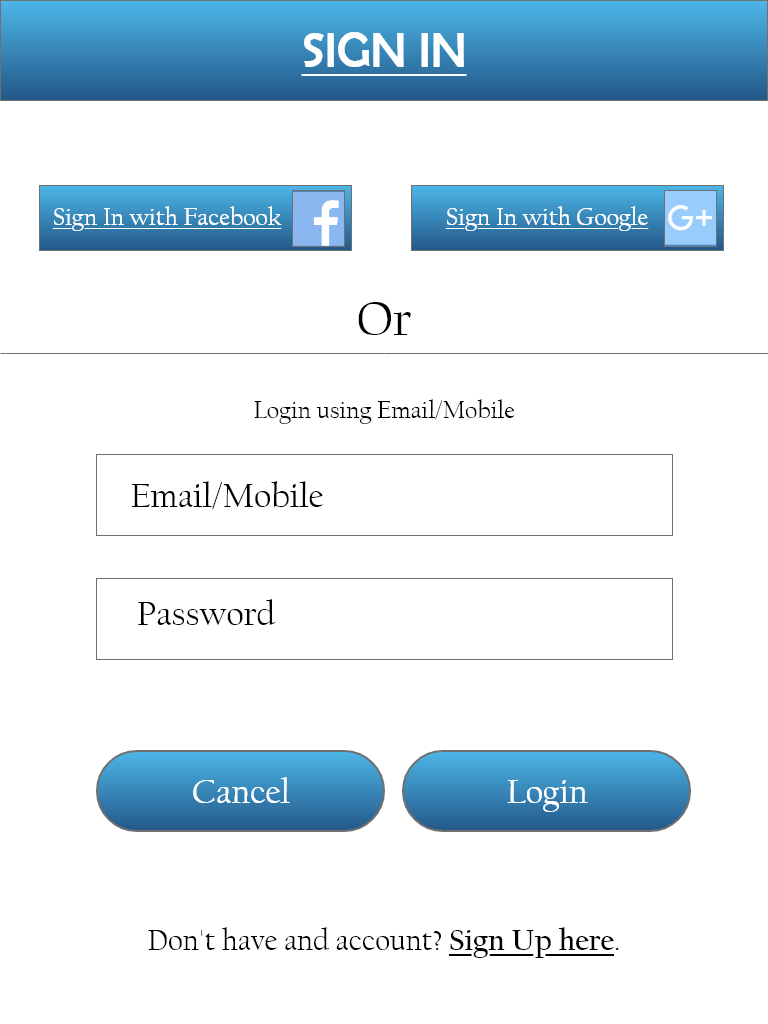 SIGN IN
Sign In with Facebook f
Sign In with Google G+
Or
Login using Email/Mobile
Email/Mobile
Password
Cancel
Login
Don't have and account? Sign Up here.